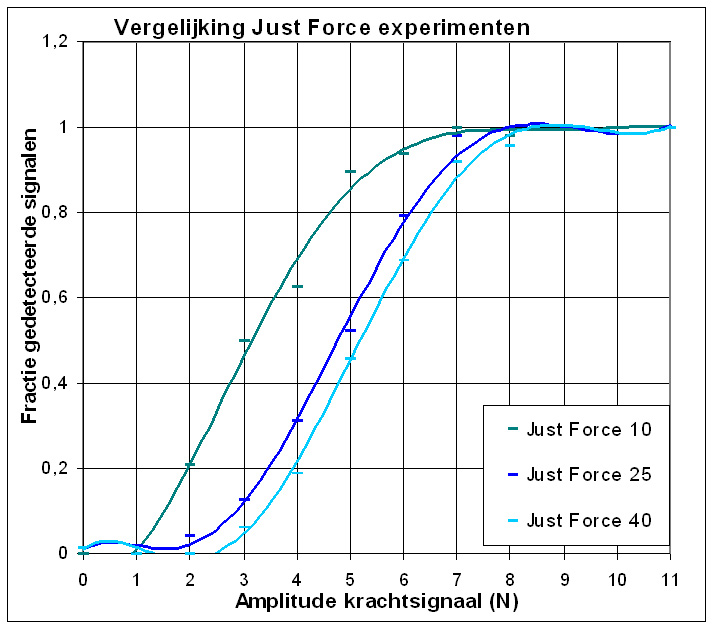 Vergelijking Just Force experimenten
Fractie gedetecteerde signalen
1,2
1
0,8
0,6
0,4
0,2
0
Just Force 10
Just Force 25
Just Force 40
0 1 2 3 4 5 6 7 8 9 10 11
Amplitude krachtsignaal (N)